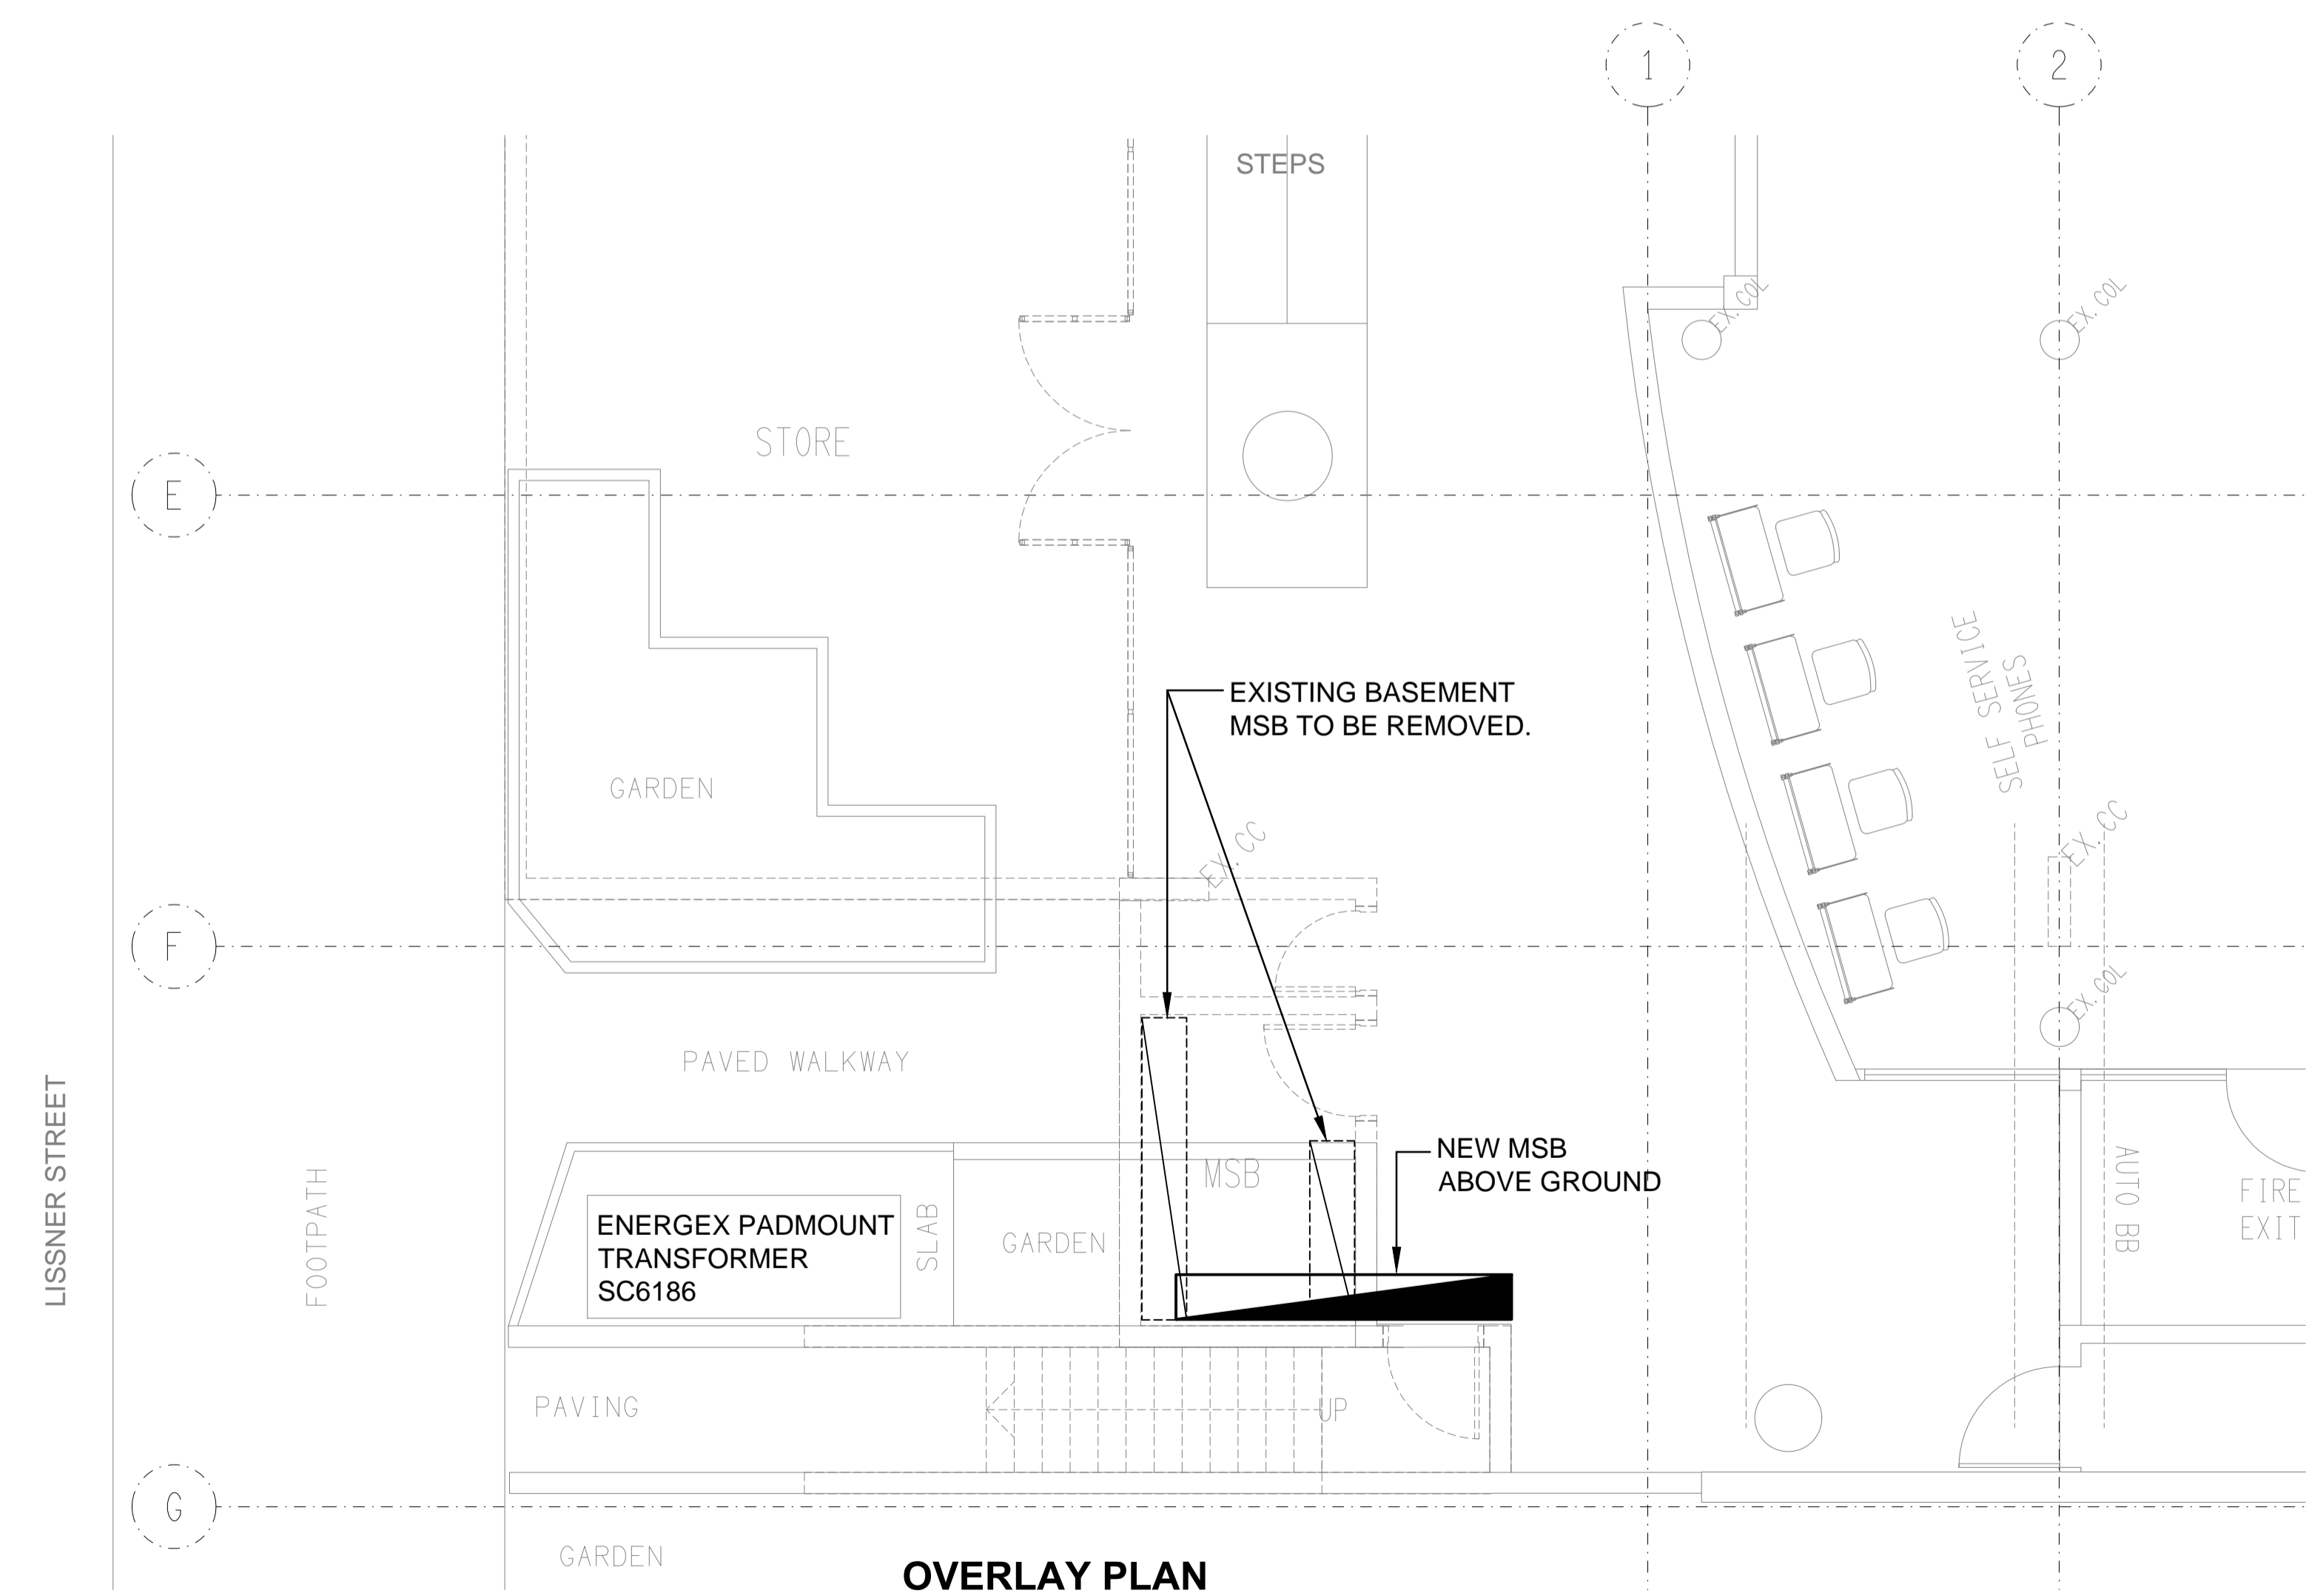 1
2
STEPS
EX.COL
EX.COL
STORE
E
SELF SERVICE
PHONES
EXISTING BASEMENT
MSB TO BE REMOVED.
GARDEN
EX.CC
EX.CC
F
EX.COL
PAVED WALKWAY
LISSNER STREET
FOOTPATH
NEW MSB
ABOVE GROUND
MSB
AUTO BB
FIRE
EXIT
ENERGEX PADMOUNT
TRANSFORMER
SC6186
SLAB
GARDEN
PAVING
UP
G
GARDEN
OVERLAY PLAN